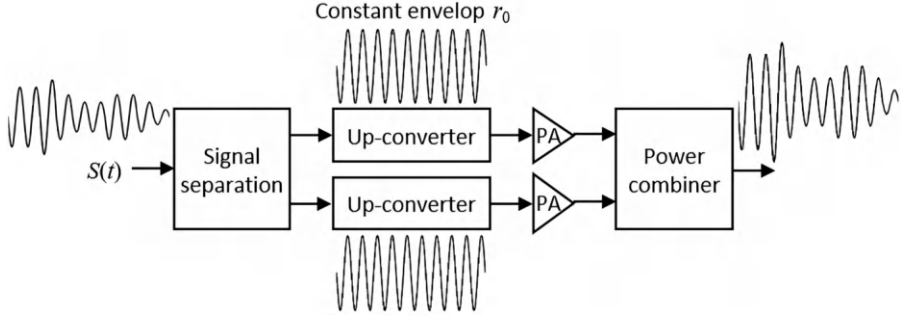 Constant envelop r₀
S(t)
Signal
separation
Up-converter
PA
Up-converter
PA
Power
combiner